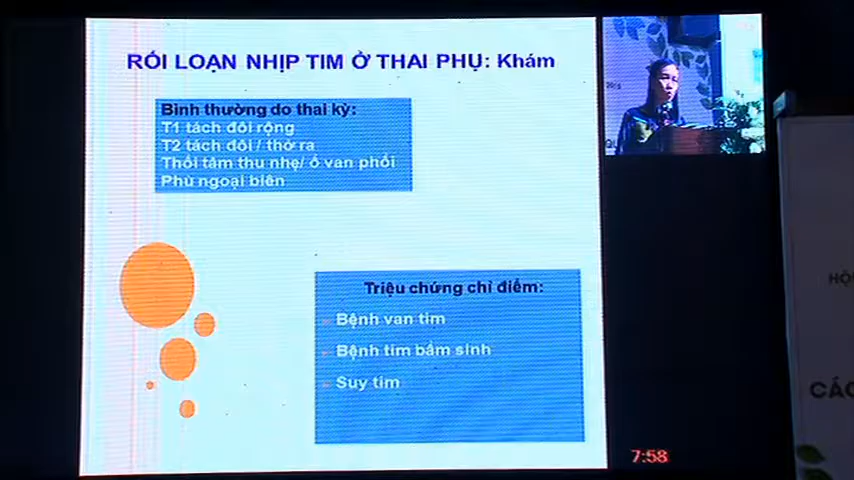 RỐI LOẠN NHỊP TIM Ở THAI PHỤ: Khám
Bình thường do thai kỳ:
T1 tách đôi rộng
T2 tách đôi / thở ra
Thổi tâm thu nhẹ/ ổ van phổi
Phù ngoại biên
Triệu chứng chỉ điểm:
Bệnh van tim
Bệnh tim bẩm sinh
Suy tim
7:58
HỘ
CÁC